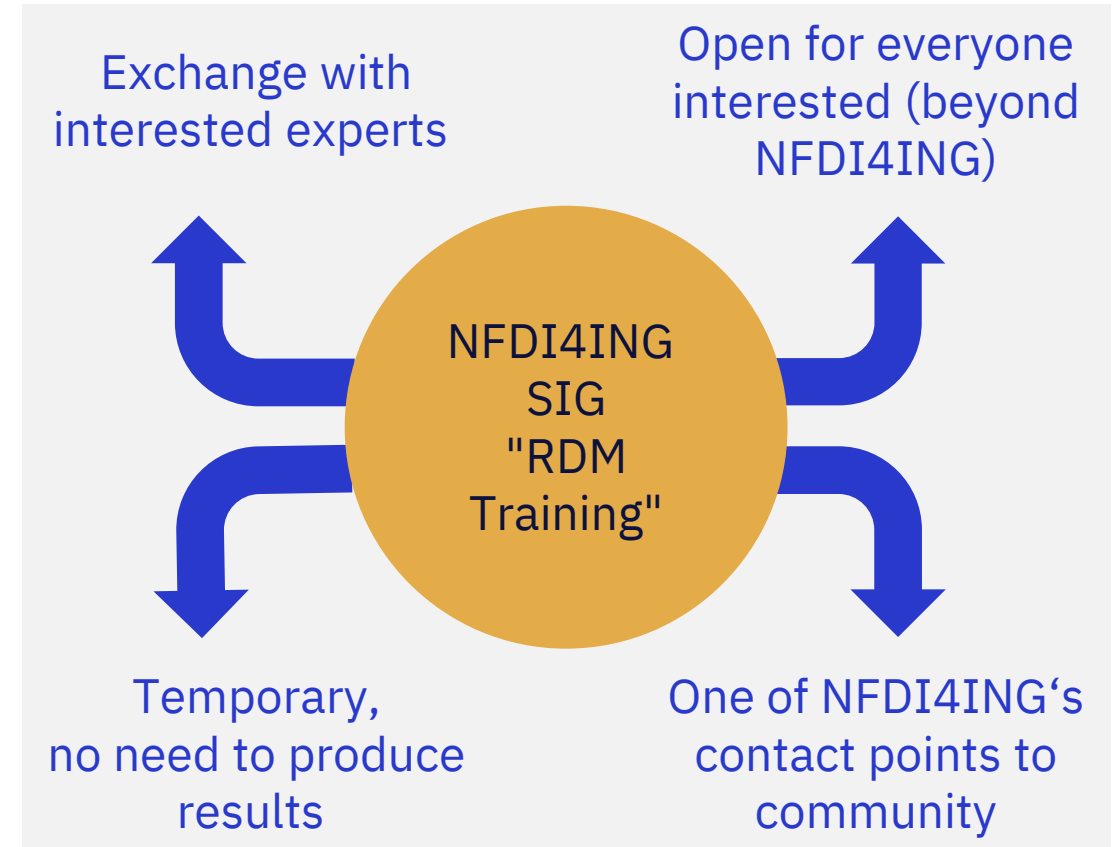 Exchange with
interested experts
Open for everyone
interested (beyond
NFDI4ING)
NFDI4ING
SIG
"RDM
Training"
Temporary,
no need to produce
results
One of NFDI4ING‘s
contact points to
community